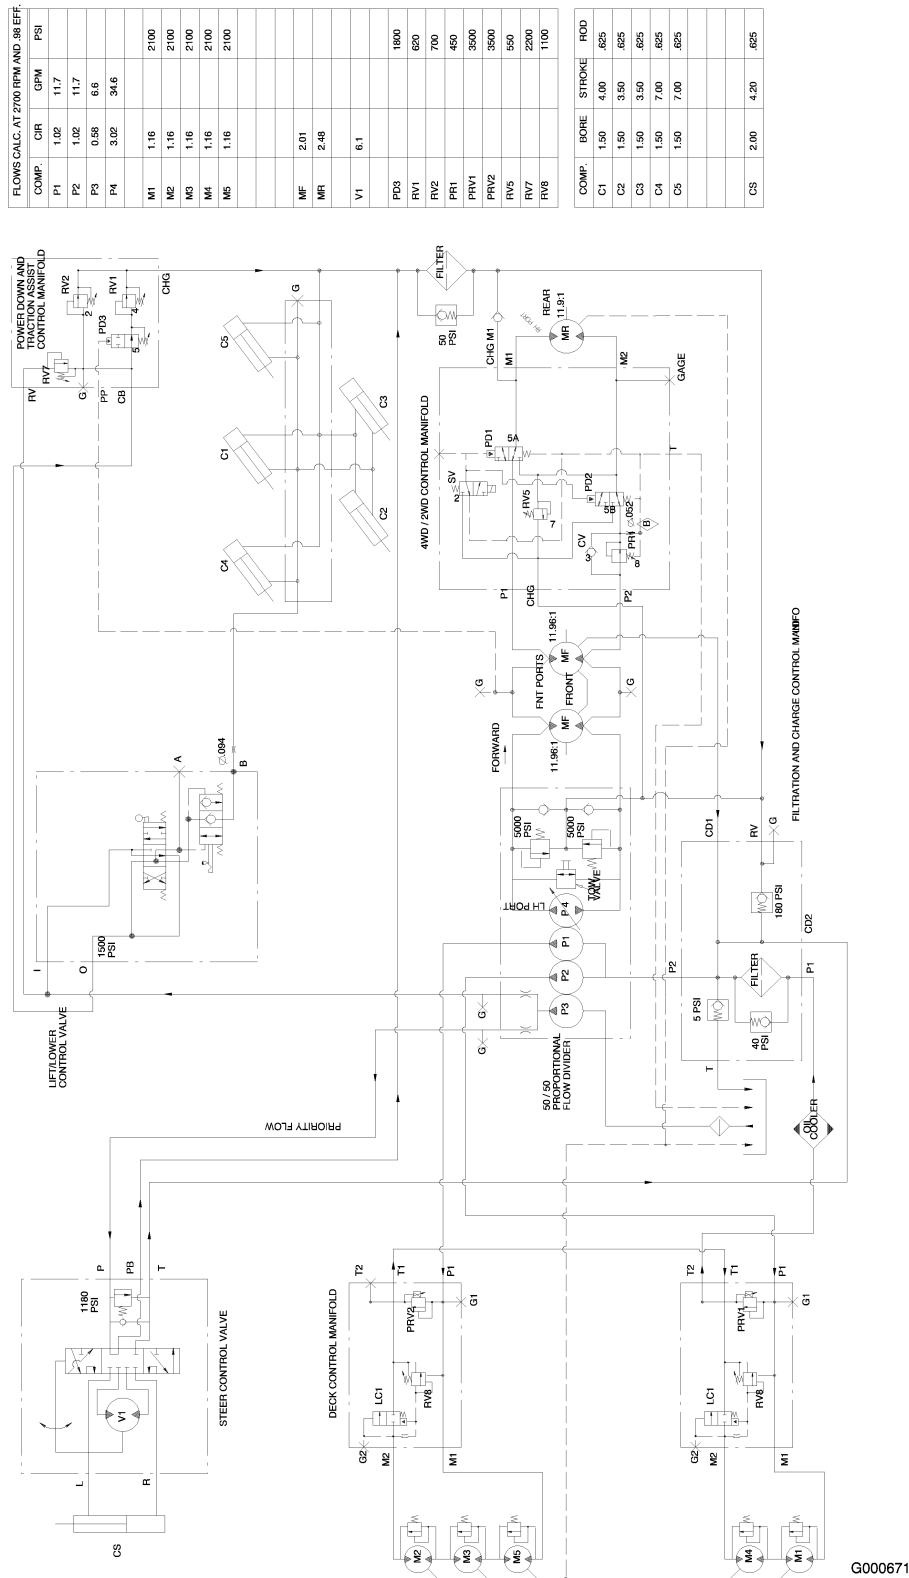 FLOWS CALC. AT 2700 RPM AND .98 EFF.
COMP. CIR GPM PSI
P1 1.02 11.7
P2 1.02 11.7
P3 0.58 6.6
P4 3.02 34.6
M1 1.16 2100
M2 1.16 2100
M3 1.16 2100
M4 1.16 2100
M5 1.16 2100
MF 2.01
MR 2.48
V1 6.1
PD3 1800
RV1 620
RV2 700
PR1 450
PRV1 3500
PRV2 3500
RV5 550
RV7 2200
RV8 1100
COMP. BORE STROKE ROD
C1 1.50 4.00 .625
C2 1.50 3.50 .625
C3 1.50 3.50 .625
C4 1.50 7.00 .625
C5 1.50 7.00 .625
CS 2.00 4.20 .625
POWER DOWN AND
TRACTION ASSIST
CONTROL MANIFOLD
RV2
2
RV1
4
PD3
5
RV7
CHG
RV
G
PP
CB
G
C5
C3
C1
C2
C4
FILTER
50
PSI
CHG M1
M1
REAR
11.9:1
RH PORT
MR
M2
GAGE
T
4WD / 2WD CONTROL MANIFOLD
PD1
5A
SV
2
RV5
7
PD2
5B
.052
B
CV
3
PR1
8
P1
CHG
P2
11.96:1
MF
FNT PORTS
FRONT
G
G
MF
11.96:1
FORWARD
A
.094
B
1500
PSI
I
O
LIFT/LOWER
CONTROL VALVE
5000
PSI
5000
PSI
TOW
VALVE
LH PORT
P4
P1
P2
P3
G
G
50 / 50
PROPORTIONAL
FLOW DIVIDER
FILTRATION AND CHARGE CONTROL
CD1
RV
G
180 PSI
CD2
P2
FILTER
P1
5 PSI
40
PSI
T
OIL
COOLER
PRIORITY FLOW
P
PB
T
1180
PSI
V1
STEER CONTROL VALVE
L
R
CS
T2
T1
P1
G1
PRV2
DECK CONTROL MANIFOLD
LC1
RV8
G2
M2
M1
M2
M3
M5
T2
T1
P1
G1
PRV1
LC1
RV8
G2
M2
M1
M4
M1
G000671